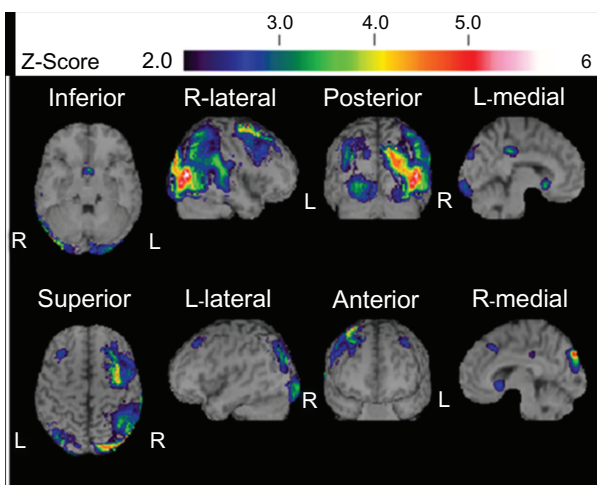 3.0 4.0 5.0
Z-Score 2.0 6
Inferior R-lateral Posterior L-medial
R L L R
Superior L-lateral Anterior R-medial
L R R L